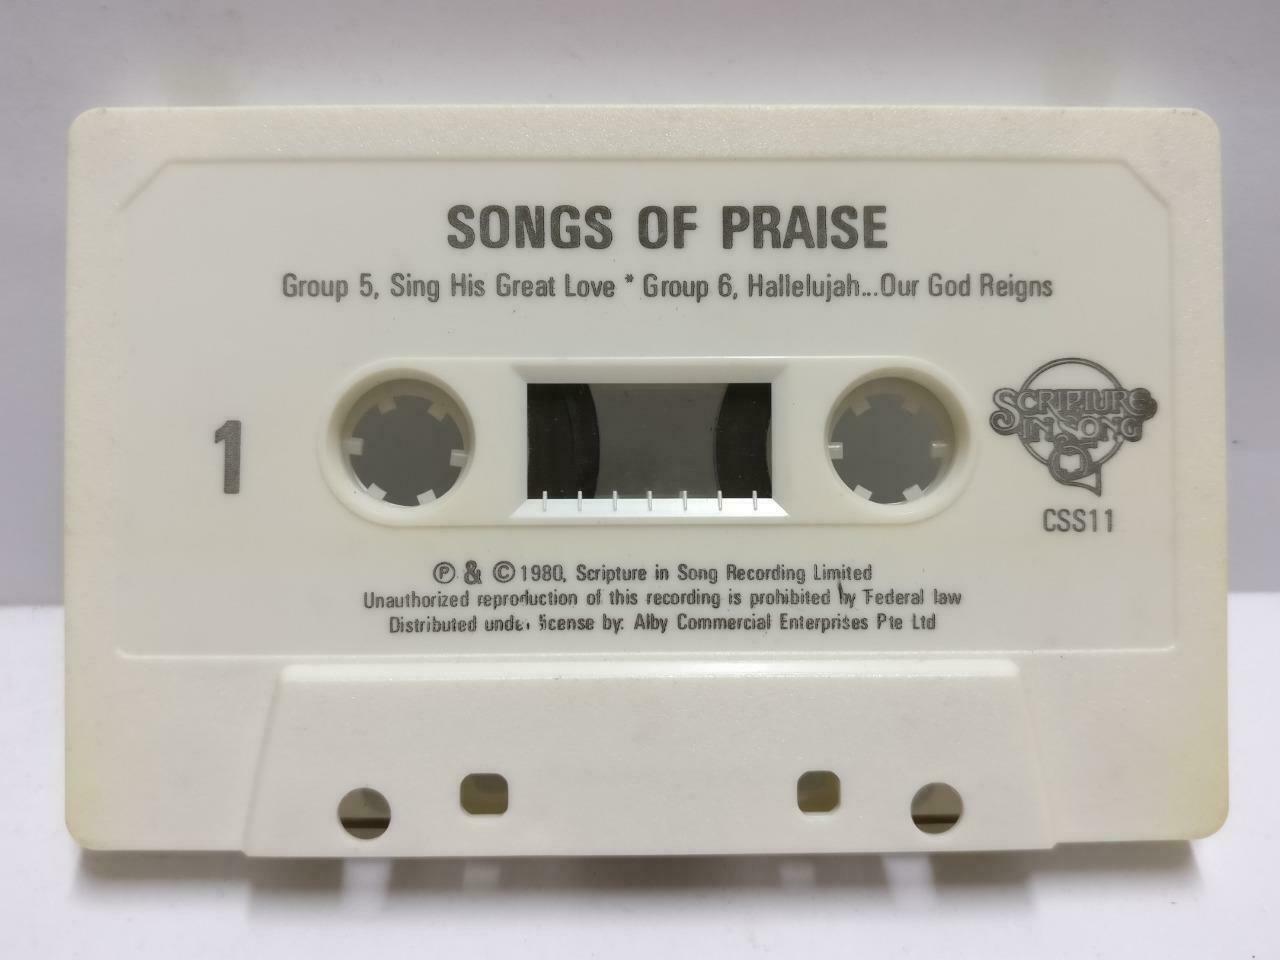 SONGS OF PRAISE
Group 5, Sing His Great Love * Group 6, Hallelujah...Our God Reigns
1
SCRIPTURE
IN SONG
CSS11
Ⓟ & © 1980, Scripture in Song Recording Limited
Unauthorized reproduction of this recording is prohibited by Federal law
Distributed under license by: Alby Commercial Enterprises Pte Ltd